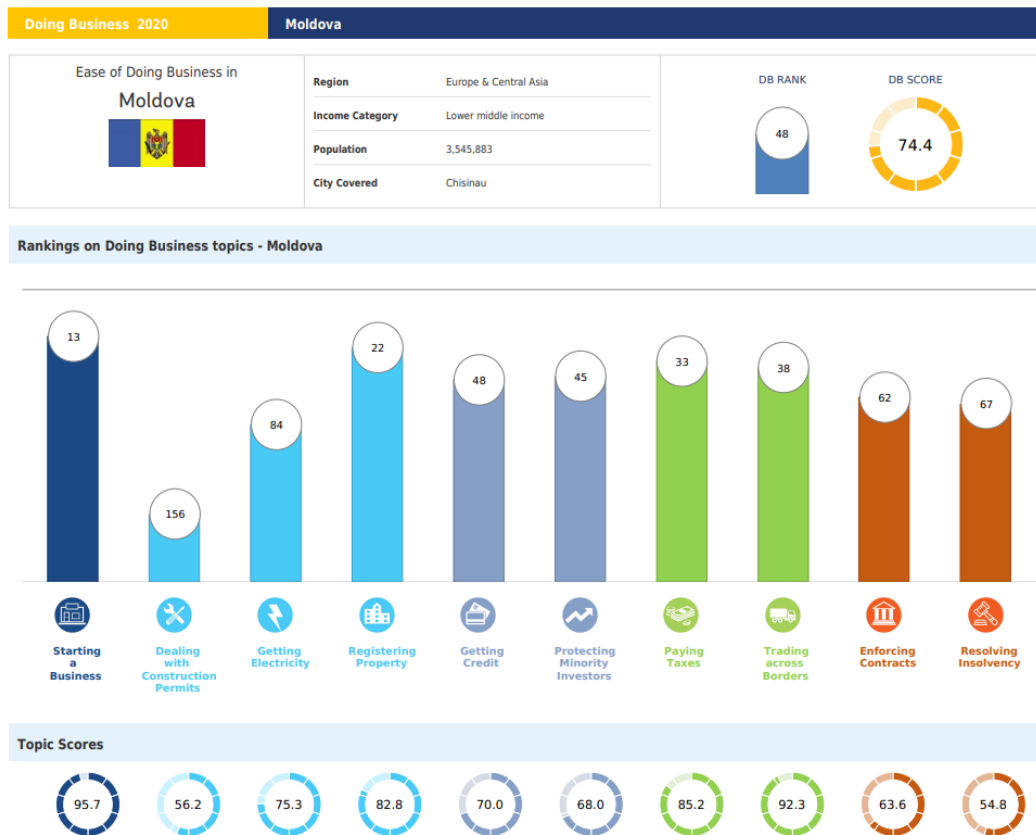 Doing Business 2020
Moldova
Ease of Doing Business in
Moldova
Region Europe & Central Asia
Income Category Lower middle income
Population 3,545,883
City Covered Chisinau
DB RANK
48
DB SCORE
74.4
Rankings on Doing Business topics - Moldova
13
156
84
22
48
45
33
38
62
67
Starting
a
Business
Dealing
with
Construction
Permits
Getting
Electricity
Registering
Property
Getting
Credit
Protecting
Minority
Investors
Paying
Taxes
Trading
across
Borders
Enforcing
Contracts
Resolving
Insolvency
Topic Scores
95.7
56.2
75.3
82.8
70.0
68.0
85.2
92.3
63.6
54.8